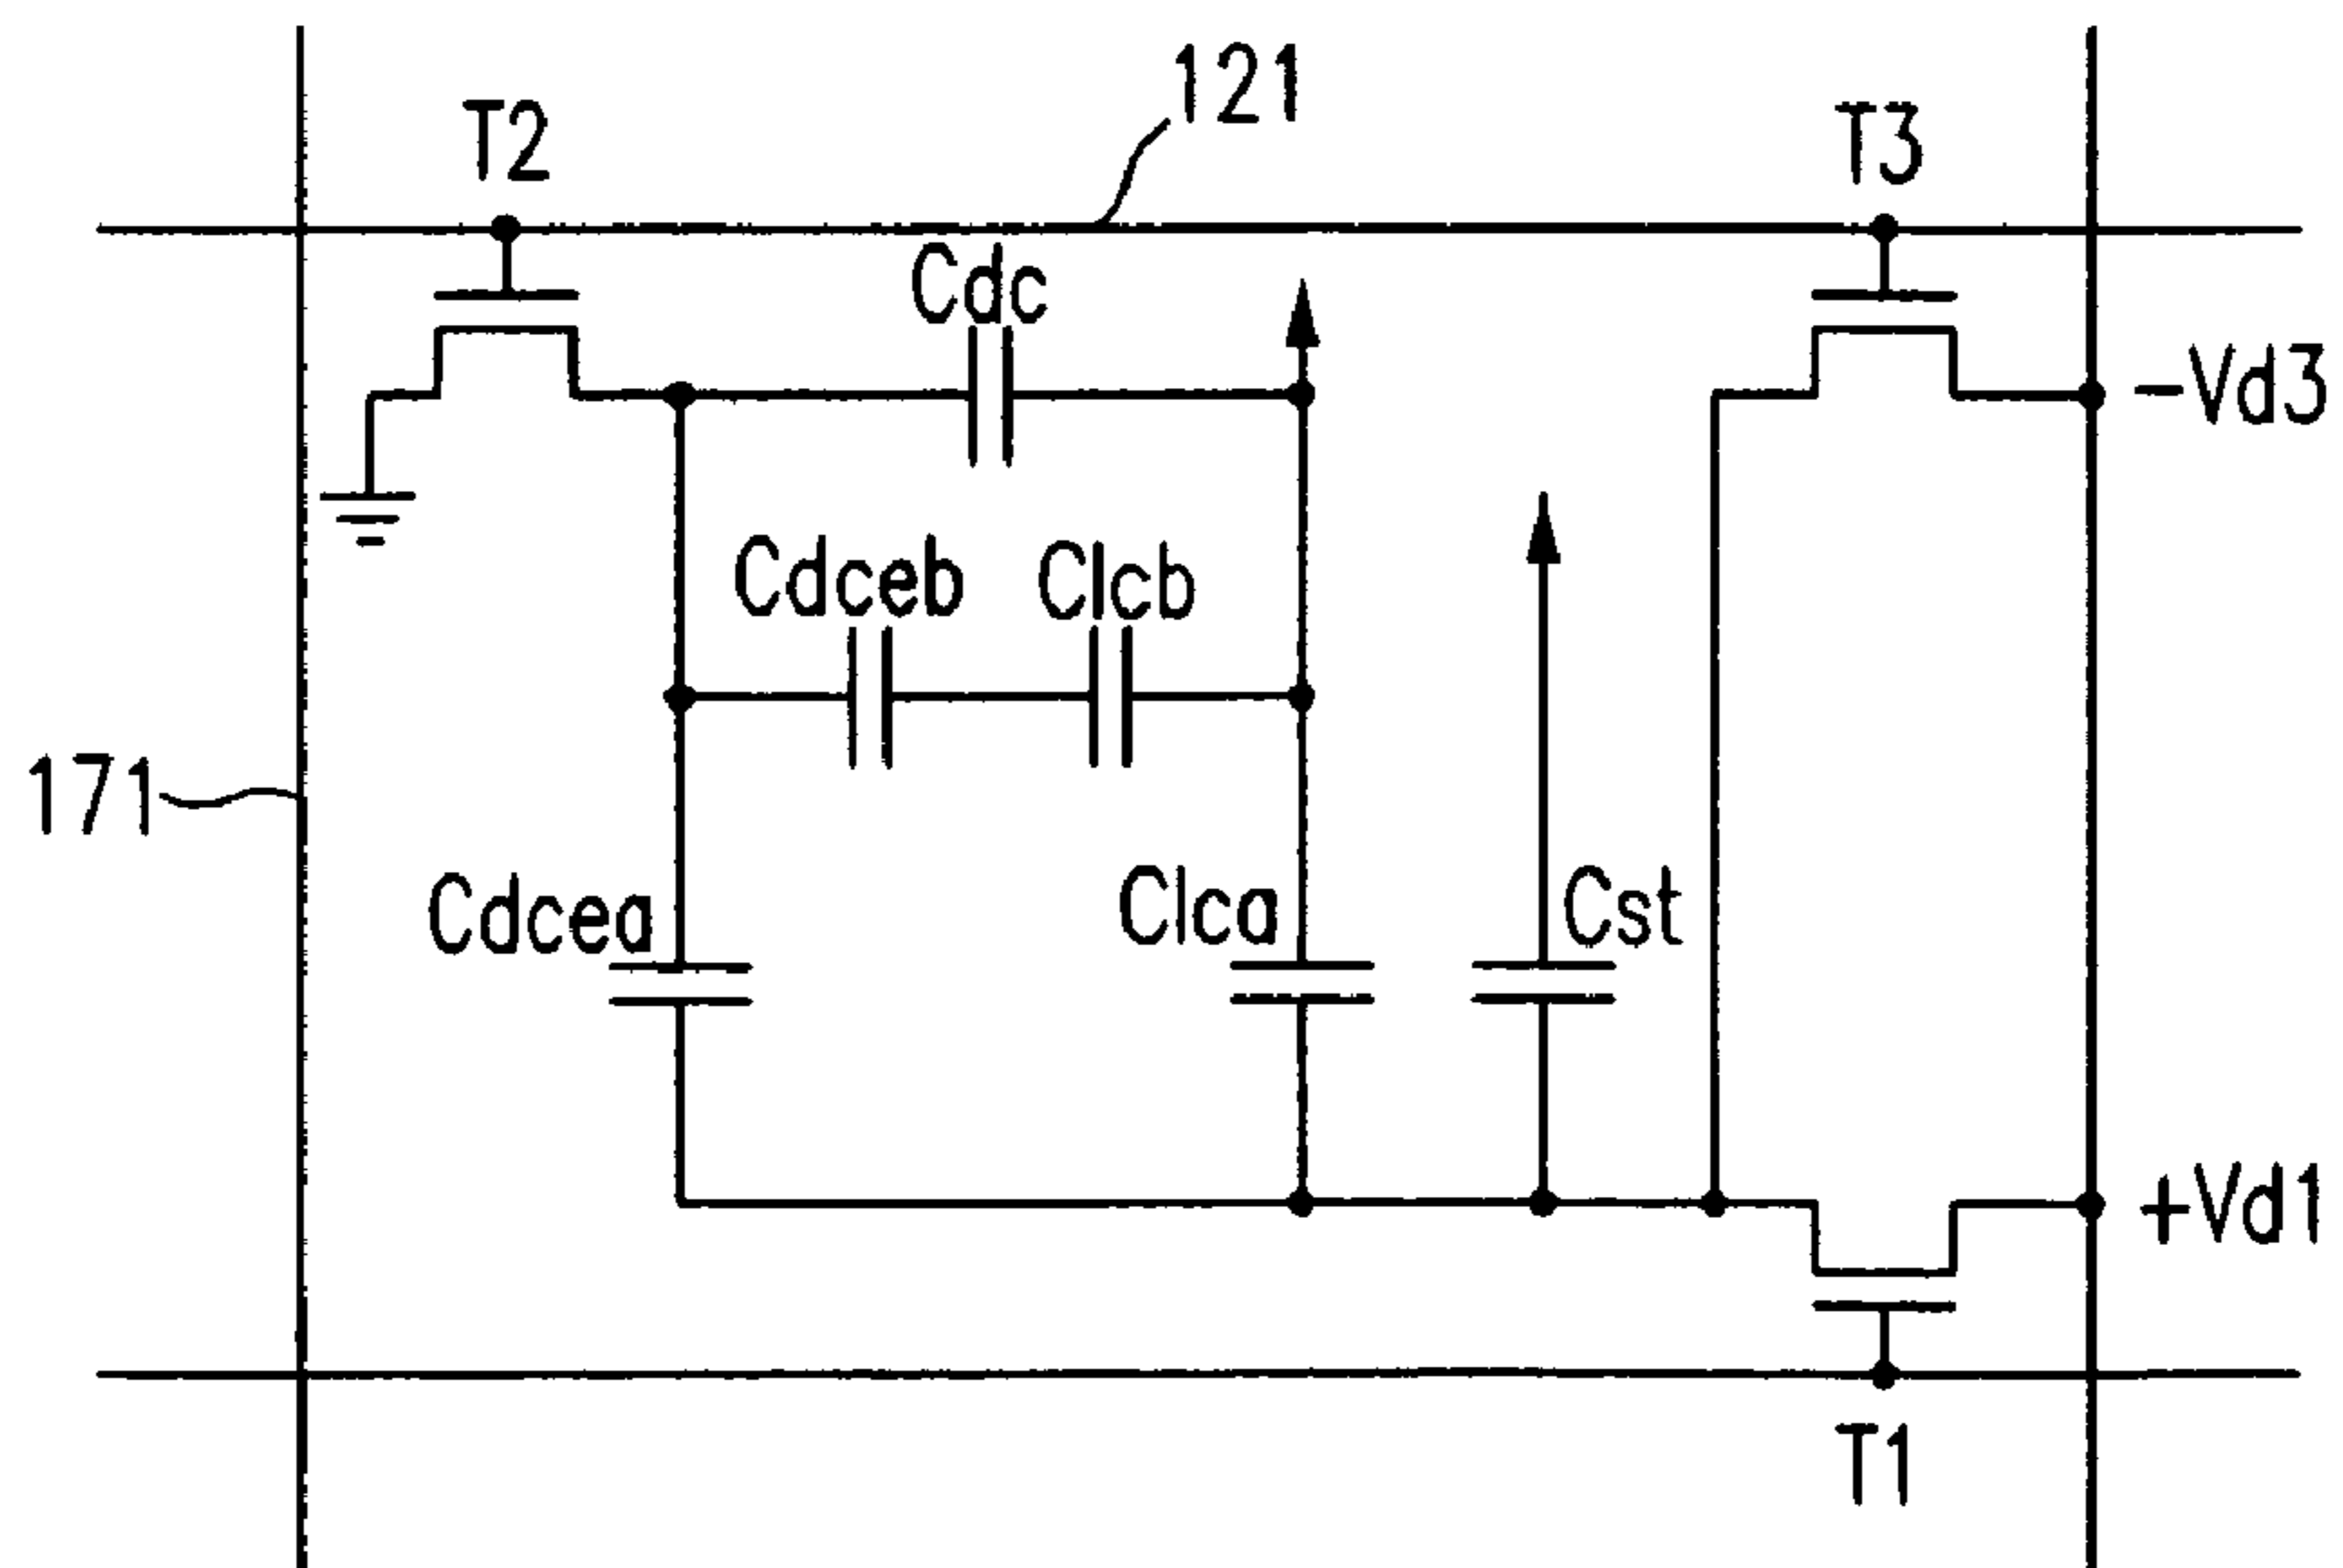 121
T2
T3
Cdc
-Vd3
Cdceb
Clcb
171
Cdcea
Clca
Cst
+Vd1
T1